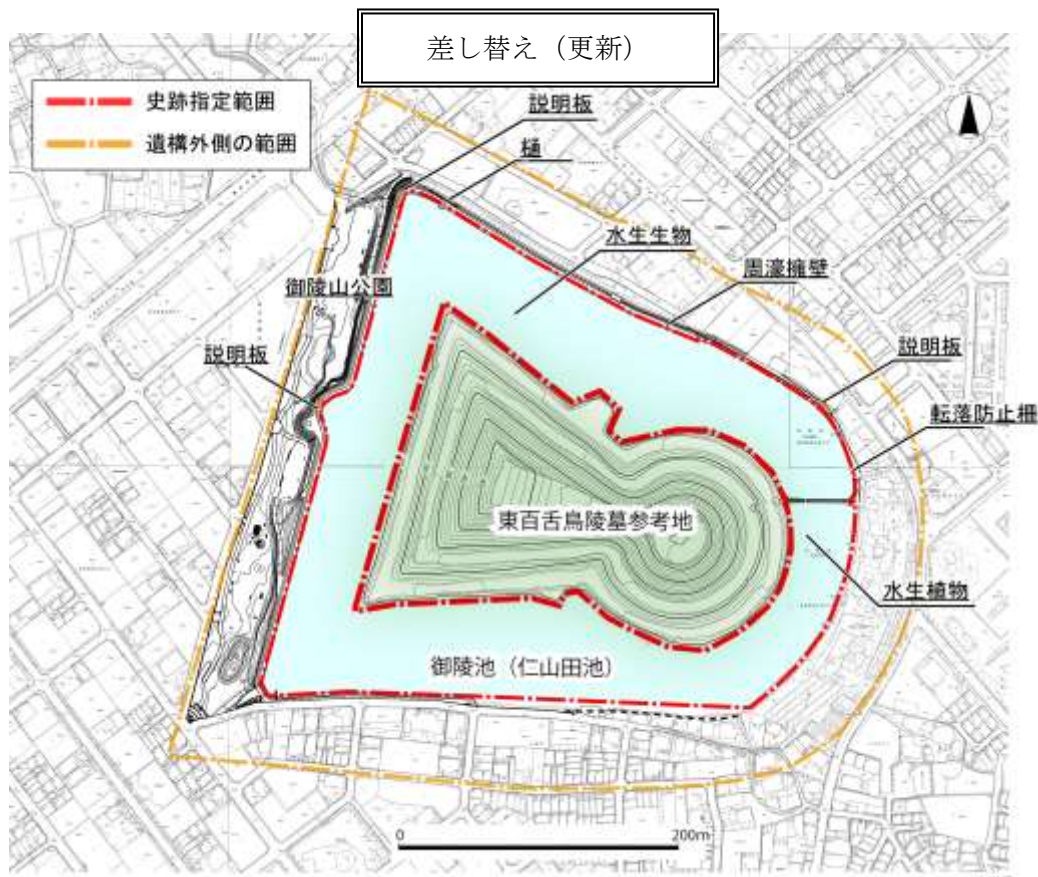 差し替え（更新）
史跡指定範囲
遺構外側の範囲
説明板
樋
水生生物
周濠擁壁
御陵山公園
説明板
説明板
転落防止柵
東百舌鳥陵墓参考地
水生植物
御陵池（仁山田池）
0
200m